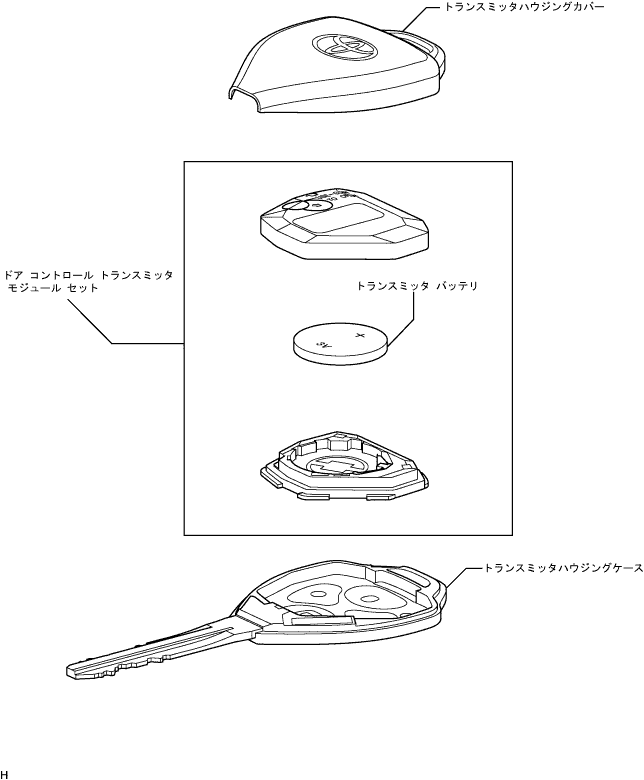 トランスミッタハウジングカバー
ドア コントロール トランスミッタ
モジュール セット
トランスミッタ バッテリ
+
3V
トランスミッタハウジングケース
H